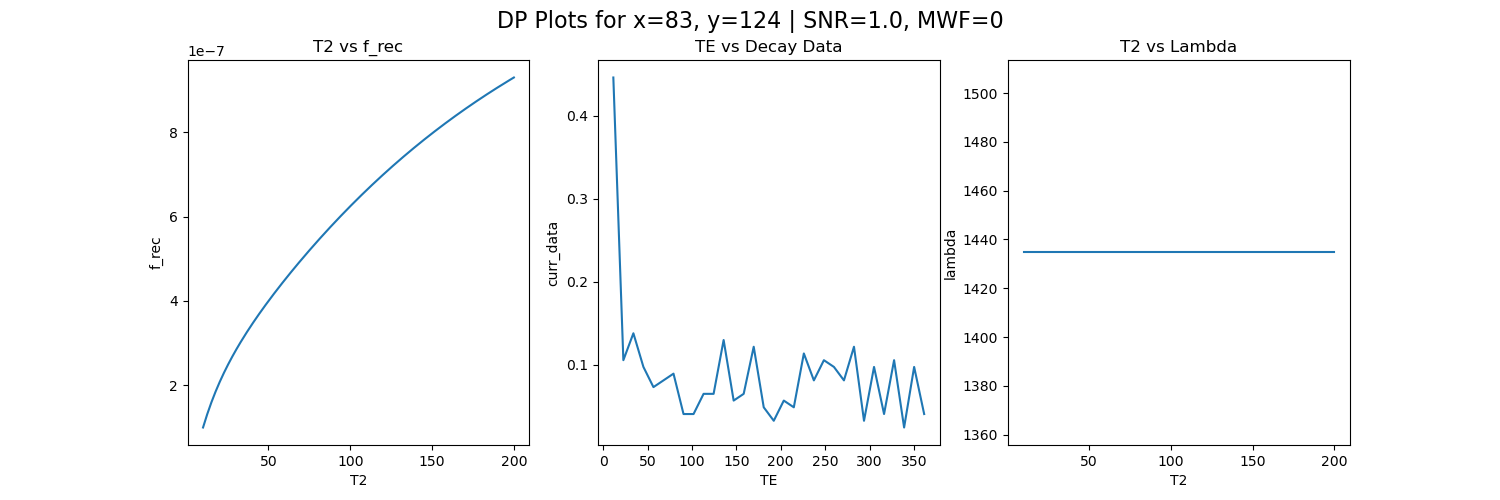 DP Plots for x=83, y=124 | SNR=1.0, MWF=0
T2 vs f_rec
1e−7
8
6
4
2
f_rec
50 100 150 200
T2
TE vs Decay Data
0.4
0.3
0.2
0.1
curr_data
0 50 100 150 200 250 300 350
TE
T2 vs Lambda
1500
1480
1460
1440
1420
1400
1380
1360
lambda
50 100 150 200
T2